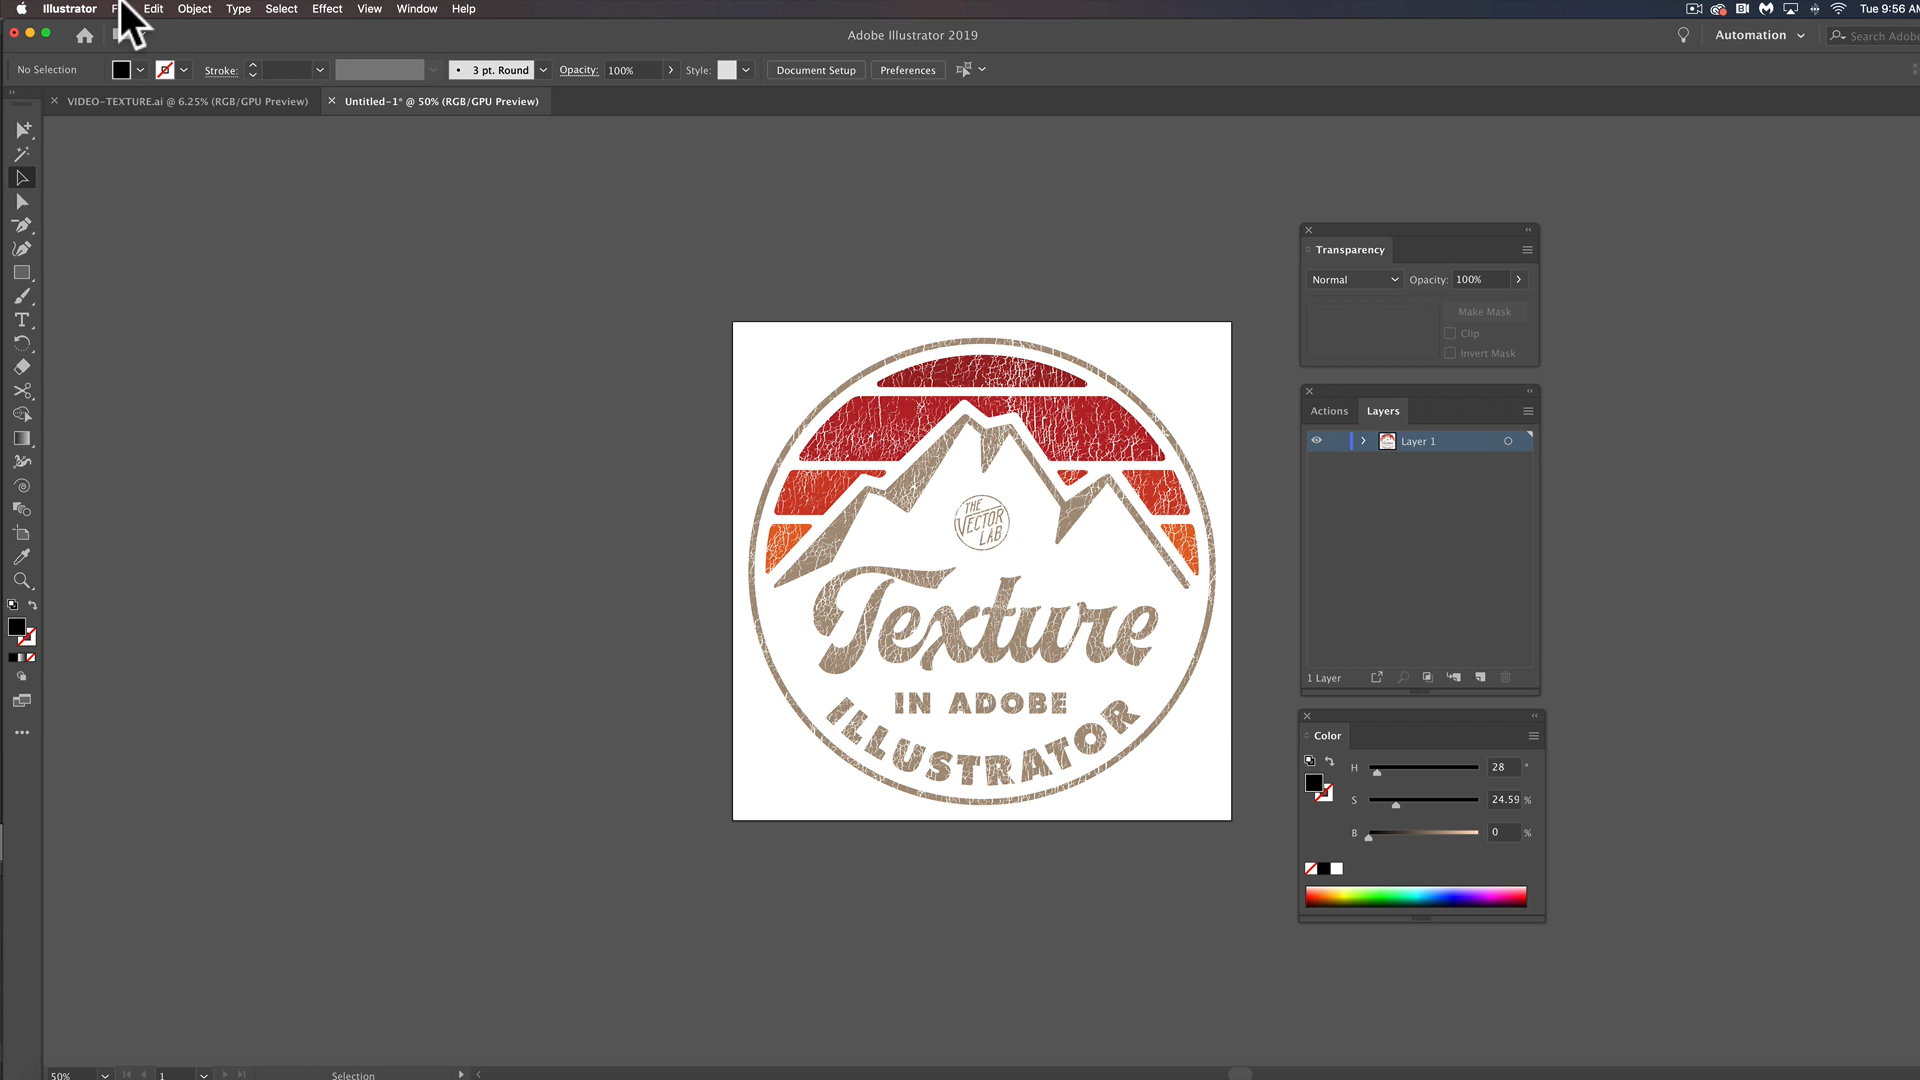 Illustrator Edit Object Type Select Effect View Window Help
Tue 9:56 AM
Adobe Illustrator 2019
Automation
Search Adobe
No Selection
Stroke:
3 pt. Round
Opacity: 100%
Style:
Document Setup
Preferences
VIDEO-TEXTURE.ai @ 6.25% (RGB/GPU Preview)
Untitled-1* @ 50% (RGB/GPU Preview)
Transparency
Normal
Opacity: 100%
Make Mask
Clip
Invert Mask
Actions
Layers
Layer 1
1 Layer
Color
H 28 °
S 24.59 %
B 0 %
THE
VECTOR
LAB
Texture
IN ADOBE
ILLUSTRATOR
50%
1
Selection